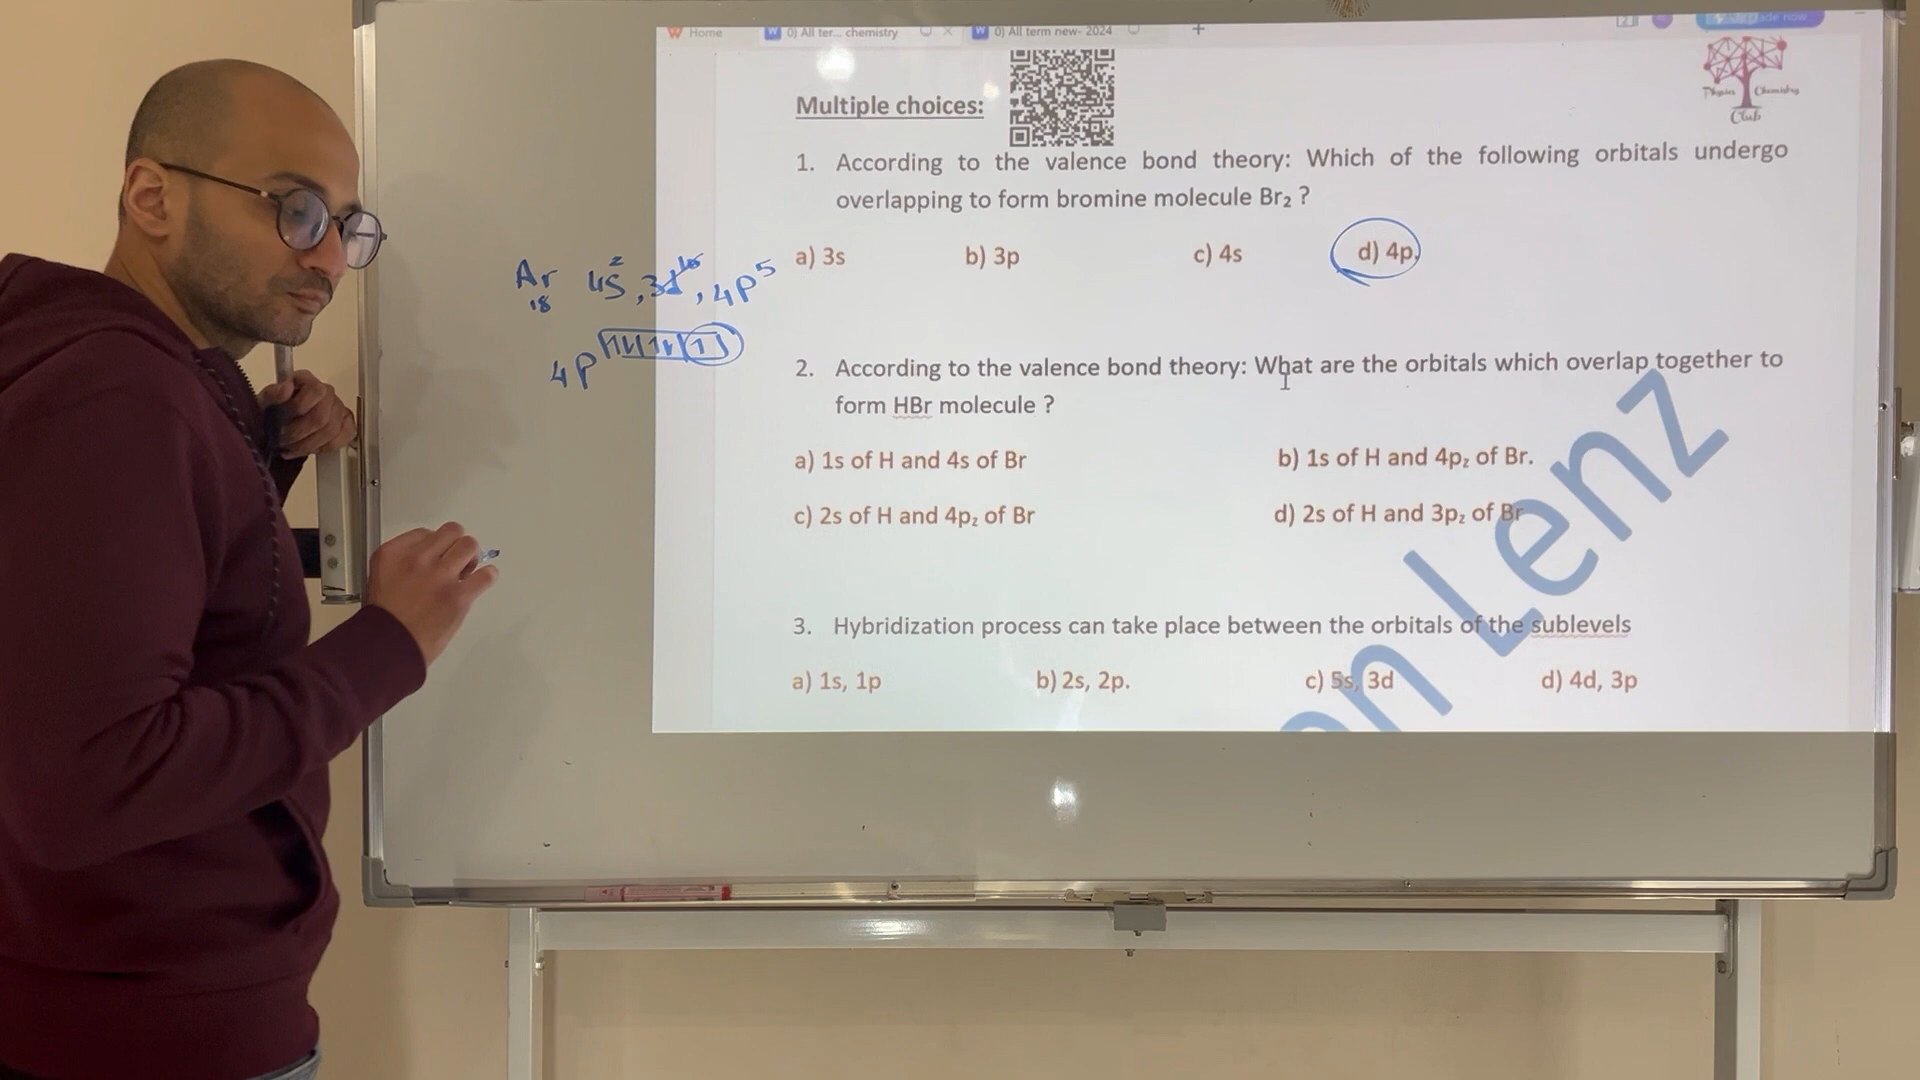 Home 0) All ter... chemistry 0) All term new- 2024
Physics Chemistry
Club
Multiple choices:
1. According to the valence bond theory: Which of the following orbitals undergo
overlapping to form bromine molecule Br₂ ?
a) 3s b) 3p c) 4s d) 4p.
Ar 4s², 3d¹⁰, 4p⁵
18
4p
2. According to the valence bond theory: What are the orbitals which overlap together to
form HBr molecule ?
a) 1s of H and 4s of Br b) 1s of H and 4p_z of Br.
c) 2s of H and 4p_z of Br d) 2s of H and 3p_z of Br
3. Hybridization process can take place between the orbitals of the sublevels
a) 1s, 1p b) 2s, 2p. c) 5s, 3d d) 4d, 3p
Lenz